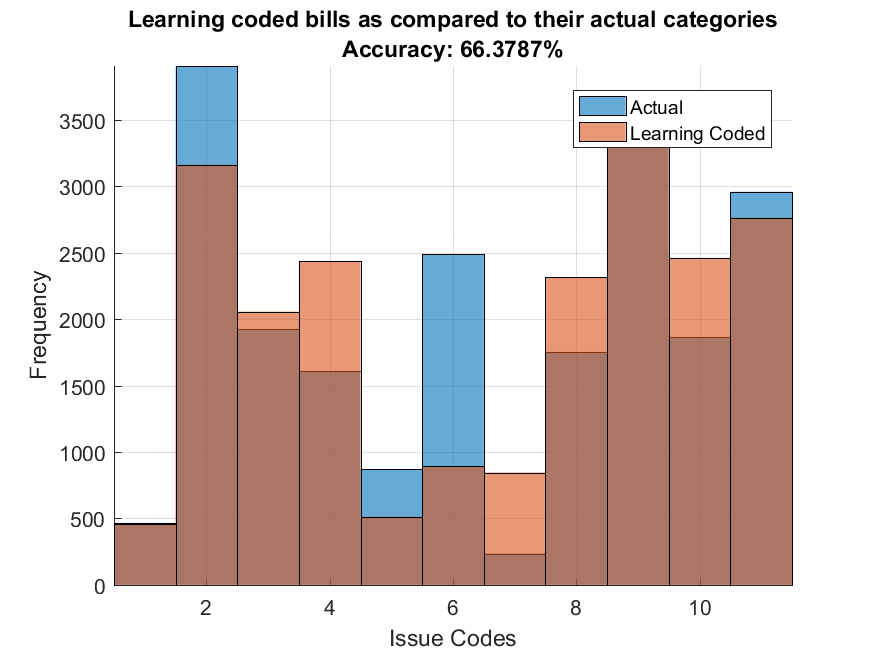 Learning coded bills as compared to their actual categories
Accuracy: 66.3787%
Actual
Learning Coded
3500
3000
2500
2000
1500
1000
500
0
Frequency
2 4 6 8 10
Issue Codes